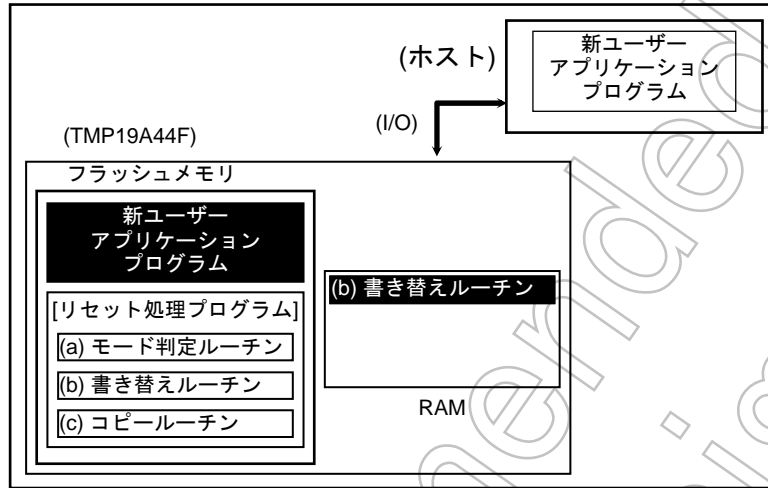 (ホスト)
新ユーザー
アプリケーション
プログラム
(I/O)
(TMP19A44F)
フラッシュメモリ
新ユーザー
アプリケーション
プログラム
[リセット処理プログラム]
(a) モード判定ルーチン
(b) 書き替えルーチン
(c) コピールーチン
(b) 書き替えルーチン
RAM